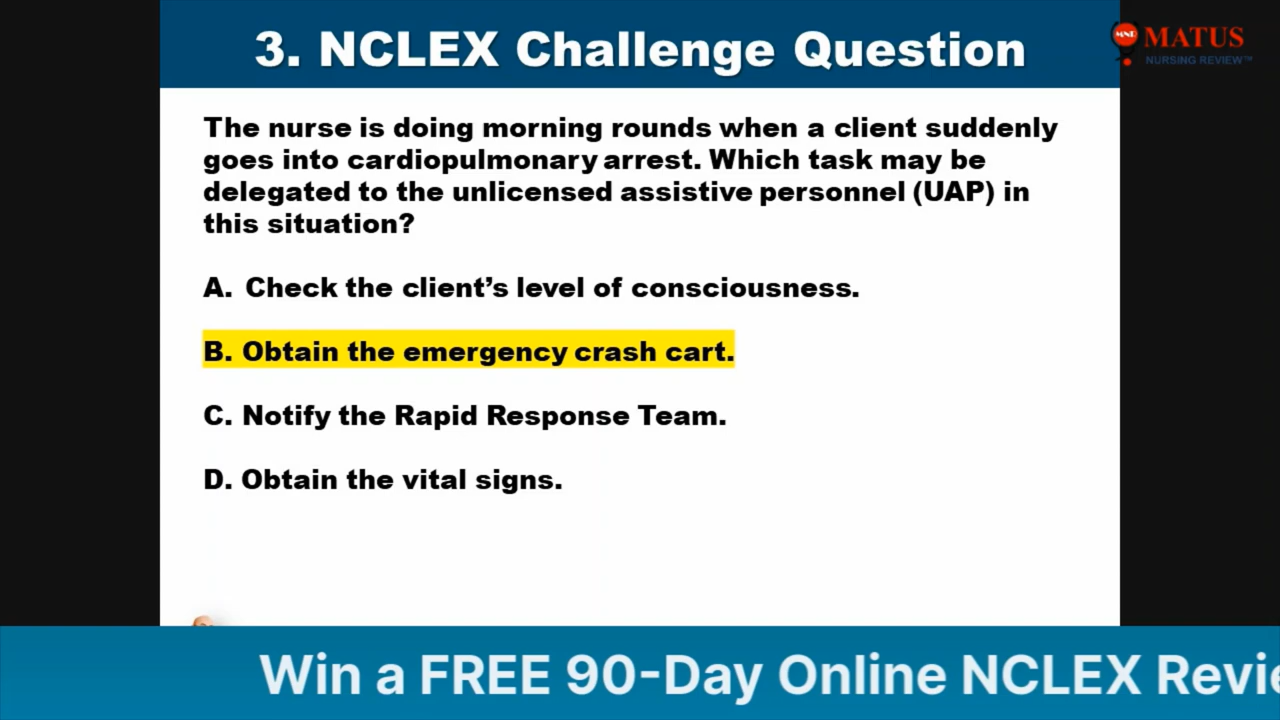 3. NCLEX Challenge Question
MNR MATUS
NURSING REVIEW™
The nurse is doing morning rounds when a client suddenly
goes into cardiopulmonary arrest. Which task may be
delegated to the unlicensed assistive personnel (UAP) in
this situation?
A. Check the client’s level of consciousness.
B. Obtain the emergency crash cart.
C. Notify the Rapid Response Team.
D. Obtain the vital signs.
Win a FREE 90-Day Online NCLEX Revie